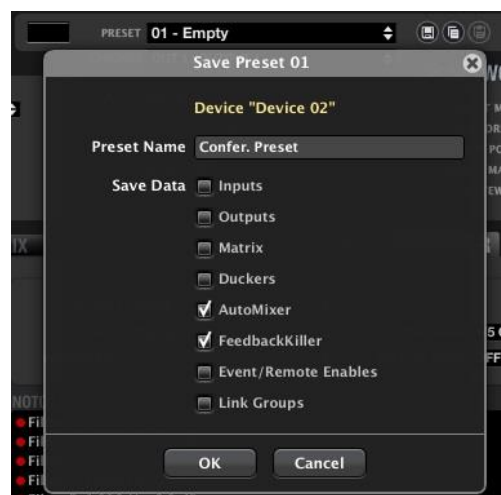 PRESET 01 - Empty
Save Preset 01
Device "Device 02"
Preset Name Confer. Preset
Save Data Inputs
Outputs
Matrix
Duckers
AutoMixer
FeedbackKiller
Event/Remote Enables
Link Groups
OK Cancel